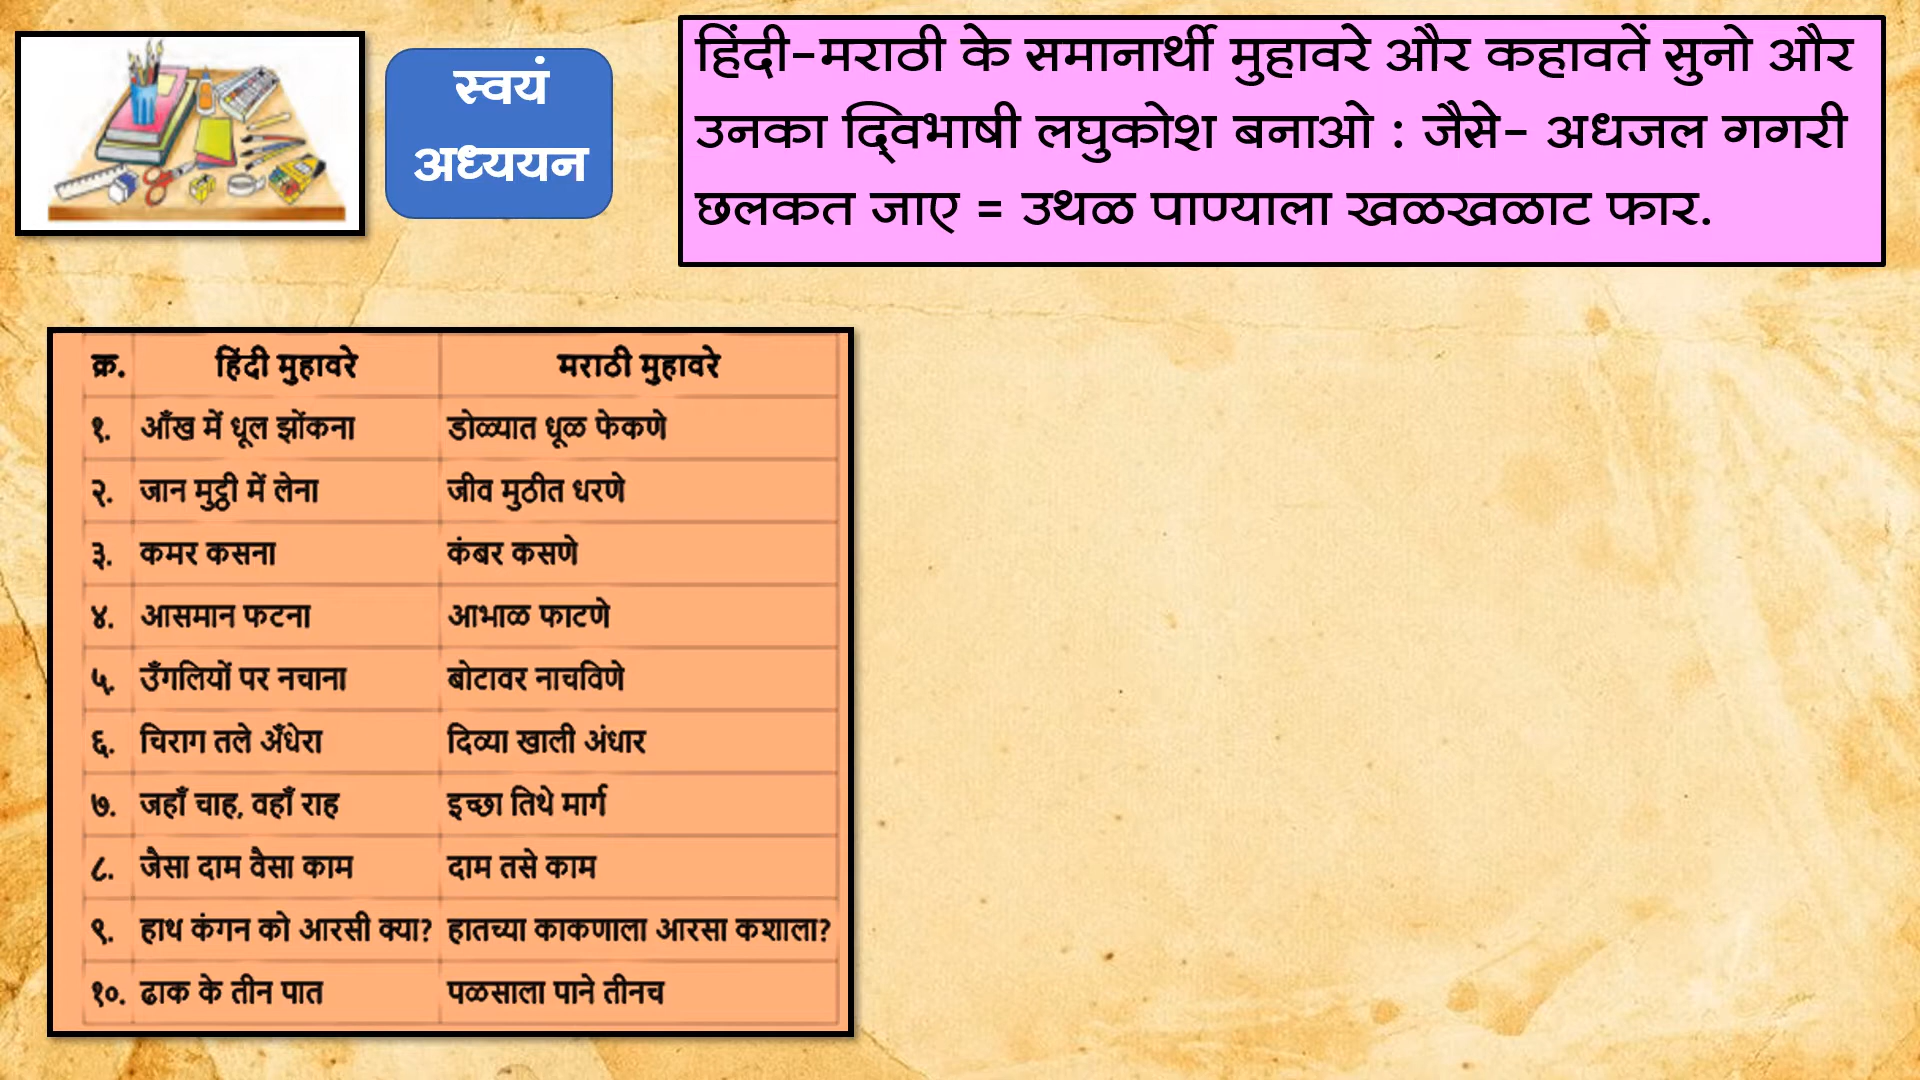 स्वयं
अध्ययन
हिंदी-मराठी के समानार्थी मुहावरे और कहावतें सुनो और
उनका द्‌विभाषी लघुकोश बनाओ : जैसे- अधजल गगरी
छलकत जाए = उथळ पाण्याला खळखळाट फार.
क्र. हिंदी मुहावरे मराठी मुहावरे
१. आँख में धूल झोंकना डोळ्यात धूळ फेकणे
२. जान मुट्ठी में लेना जीव मुठीत धरणे
३. कमर कसना कंबर कसणे
४. आसमान फटना आभाळ फाटणे
५. उँगलियों पर नचाना बोटावर नाचविणे
६. चिराग तले अँधेरा दिव्या खाली अंधार
७. जहाँ चाह, वहाँ राह इच्छा तिथे मार्ग
८. जैसा दाम वैसा काम दाम तसे काम
९. हाथ कंगन को आरसी क्या? हातच्या काकणाला आरसा कशाला?
१०. ढाक के तीन पात पळसाला पाने तीनच